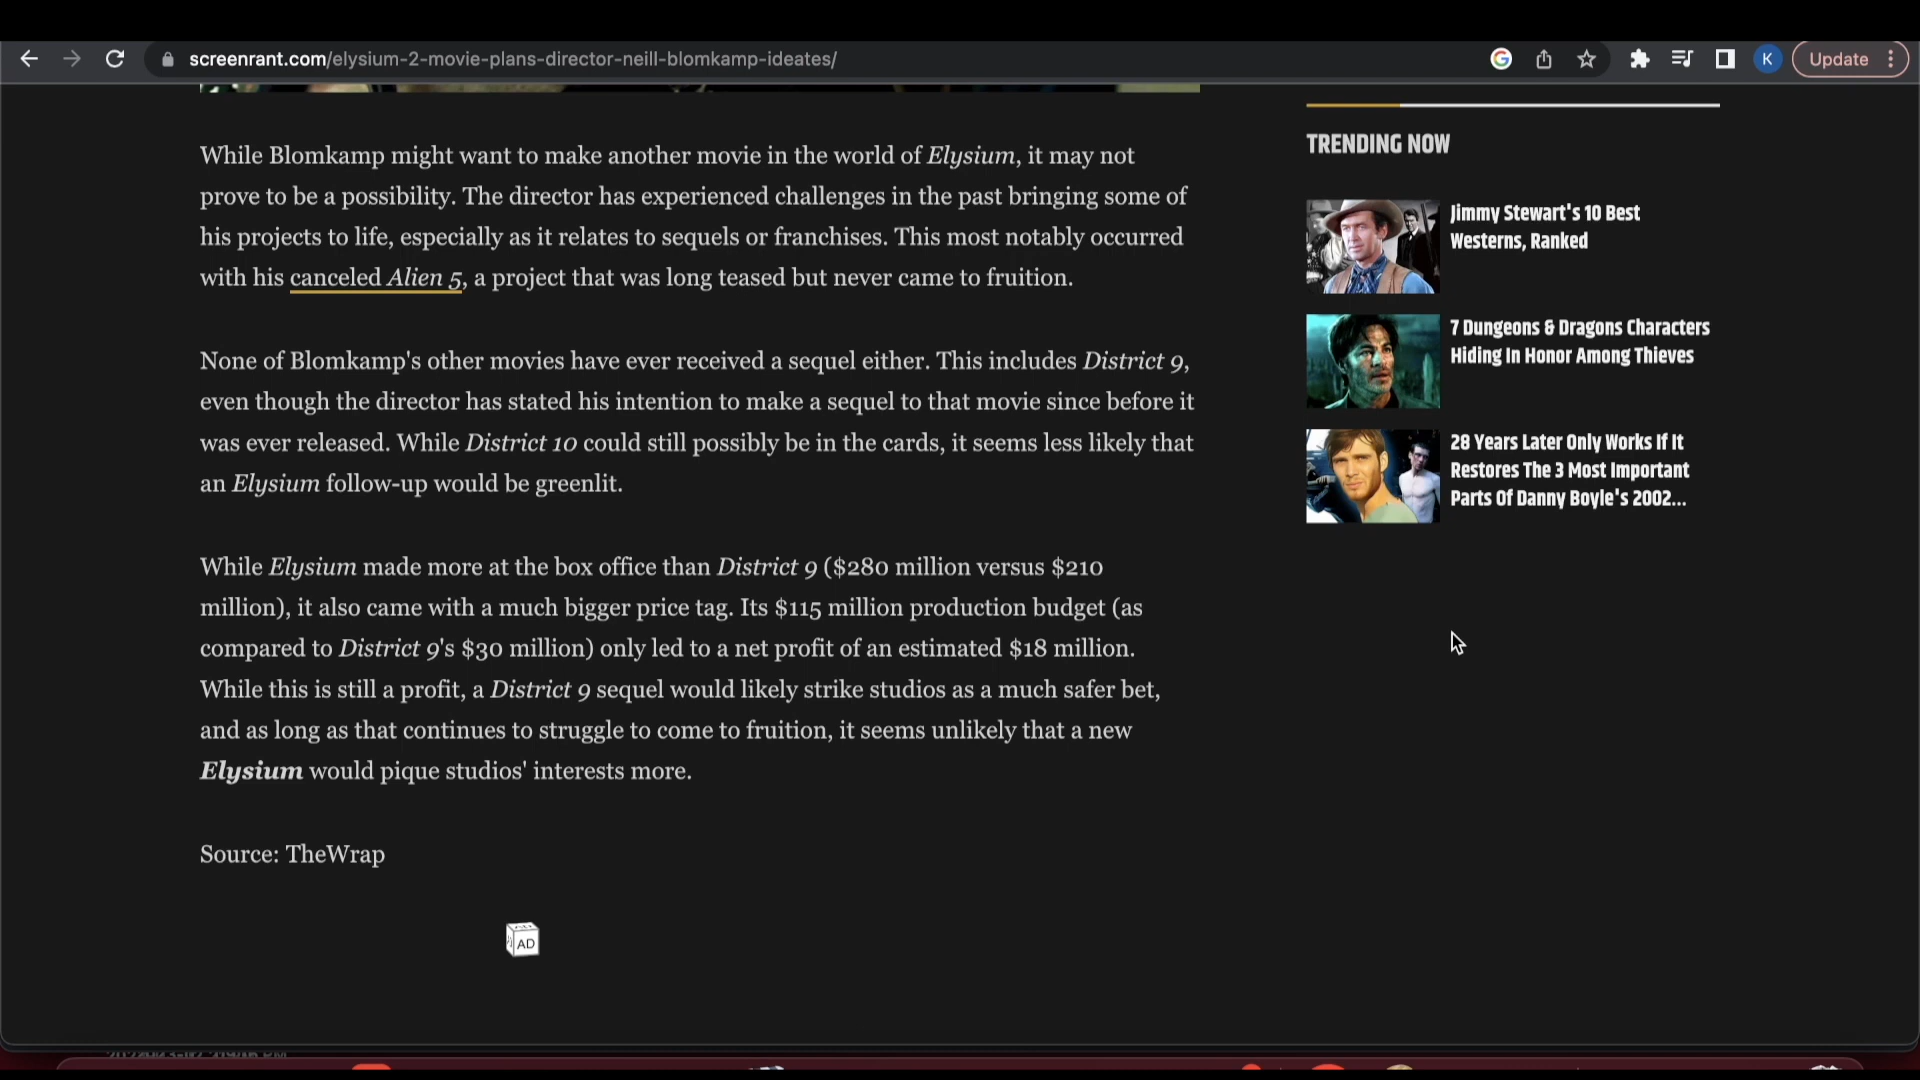 screenrant.com/elysium-2-movie-plans-director-neill-blomkamp-ideates/
K
Update
While Blomkamp might want to make another movie in the world of Elysium, it may not
prove to be a possibility. The director has experienced challenges in the past bringing some of
his projects to life, especially as it relates to sequels or franchises. This most notably occurred
with his canceled Alien 5, a project that was long teased but never came to fruition.
None of Blomkamp's other movies have ever received a sequel either. This includes District 9,
even though the director has stated his intention to make a sequel to that movie since before it
was ever released. While District 10 could still possibly be in the cards, it seems less likely that
an Elysium follow-up would be greenlit.
While Elysium made more at the box office than District 9 ($280 million versus $210
million), it also came with a much bigger price tag. Its $115 million production budget (as
compared to District 9's $30 million) only led to a net profit of an estimated $18 million.
While this is still a profit, a District 9 sequel would likely strike studios as a much safer bet,
and as long as that continues to struggle to come to fruition, it seems unlikely that a new
Elysium would pique studios' interests more.
Source: TheWrap
AD
TRENDING NOW
Jimmy Stewart's 10 Best
Westerns, Ranked
7 Dungeons & Dragons Characters
Hiding In Honor Among Thieves
28 Years Later Only Works If It
Restores The 3 Most Important
Parts Of Danny Boyle's 2002...